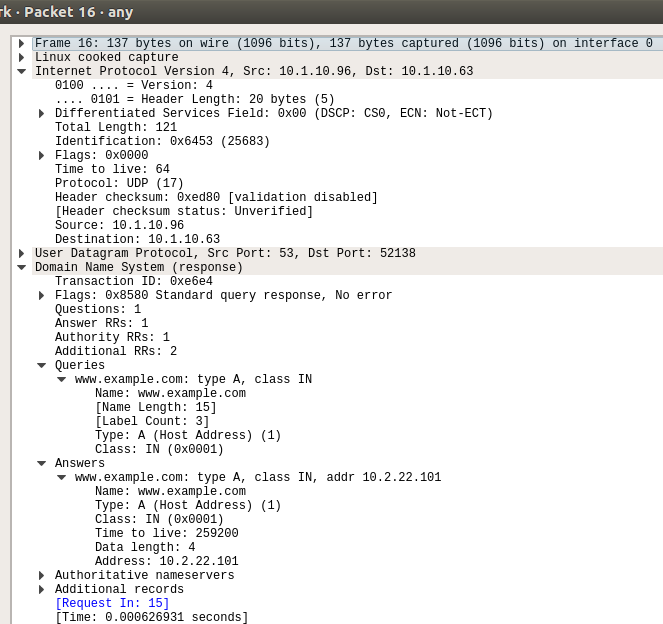 rk · Packet 16 · any
Frame 16: 137 bytes on wire (1096 bits), 137 bytes captured (1096 bits) on interface 0
Linux cooked capture
Internet Protocol Version 4, Src: 10.1.10.96, Dst: 10.1.10.63
0100 .... = Version: 4
.... 0101 = Header Length: 20 bytes (5)
Differentiated Services Field: 0x00 (DSCP: CS0, ECN: Not-ECT)
Total Length: 121
Identification: 0x6453 (25683)
Flags: 0x0000
Time to live: 64
Protocol: UDP (17)
Header checksum: 0xed80 [validation disabled]
[Header checksum status: Unverified]
Source: 10.1.10.96
Destination: 10.1.10.63
User Datagram Protocol, Src Port: 53, Dst Port: 52138
Domain Name System (response)
Transaction ID: 0xe6e4
Flags: 0x8580 Standard query response, No error
Questions: 1
Answer RRs: 1
Authority RRs: 1
Additional RRs: 2
Queries
www.example.com: type A, class IN
Name: www.example.com
[Name Length: 15]
[Label Count: 3]
Type: A (Host Address) (1)
Class: IN (0x0001)
Answers
www.example.com: type A, class IN, addr 10.2.22.101
Name: www.example.com
Type: A (Host Address) (1)
Class: IN (0x0001)
Time to live: 259200
Data length: 4
Address: 10.2.22.101
Authoritative nameservers
Additional records
[Request In: 15]
[Time: 0.000626931 seconds]